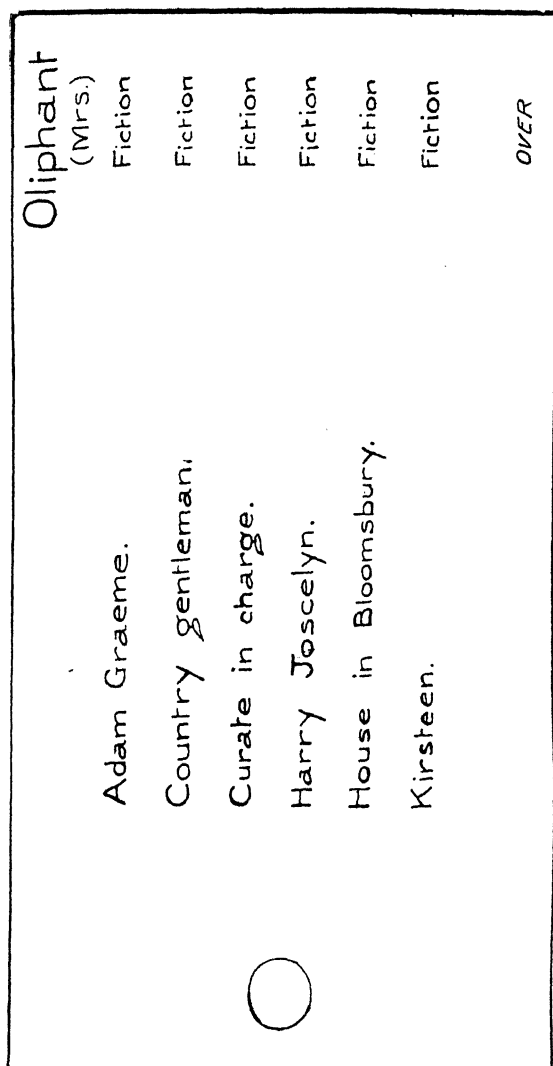 Oliphant
(Mrs.)
Adam Graeme. Fiction
Country gentleman. Fiction
Curate in charge. Fiction
Harry Joscelyn. Fiction
House in Bloomsbury. Fiction
Kirsteen. Fiction
OVER